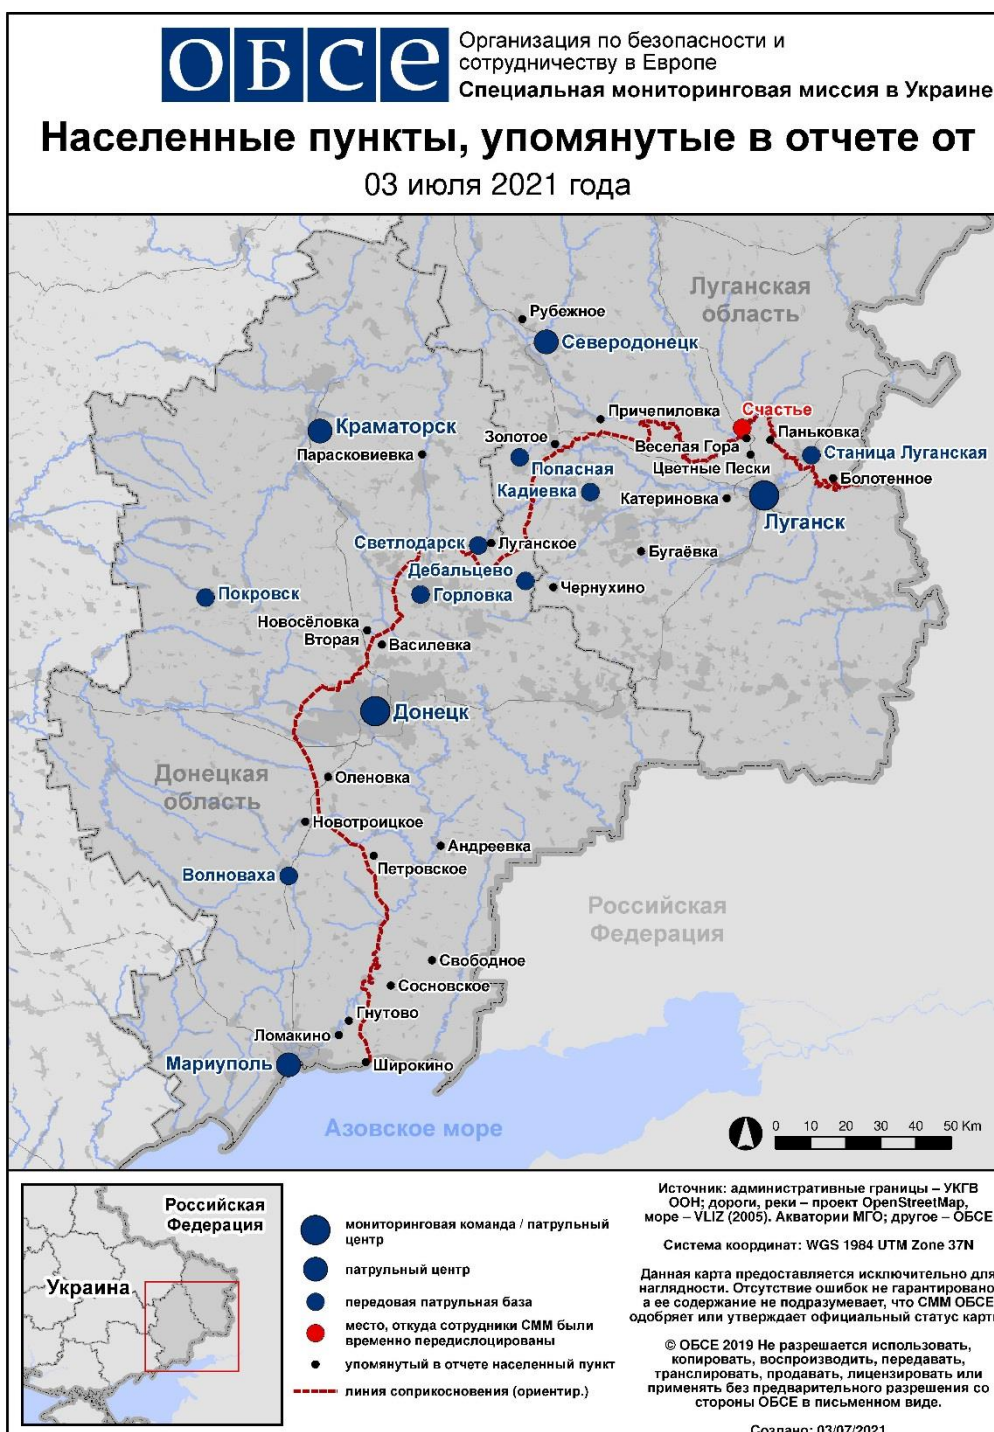 ОБСЕ
Организация по безопасности и
сотрудничеству в Европе
Специальная мониторинговая миссия в Украине
Населенные пункты, упомянутые в отчете от
03 июля 2021 года
Луганская
область
Рубежное
Северодонецк
Причепиловка
Счастье
Краматорск
Золотое
Веселая Гора
Паньковка
Парасковиевка
Попасная
Цветные Пески
Станица Луганская
Кадиевка
Катериновка
Болотенное
Луганск
Светлодарск
Луганское
Бугаёвка
Дебальцево
Покровск
Горловка
Чернухино
Новосёловка
Вторая
Василевка
Донецк
Донецкая
область
Оленовка
Новотроицкое
Андреевка
Петровское
Волноваха
Российская
Федерация
Свободное
Сосновское
Гнутово
Ломакино
Мариуполь
Широкино
Азовское море
0 10 20 30 40 50 Km
Российская
Федерация
Украина
мониторинговая команда / патрульный
центр
патрульный центр
передовая патрульная база
место, откуда сотрудники СММ были
временно передислоцированы
упомянутый в отчете населенный пункт
линия соприкосновения (ориентир.)
Источник: административные границы – УКГВ
ООН; дороги, реки – проект OpenStreetMap,
море – VLIZ (2005). Акватории МГО; другое – ОБСЕ
Система координат: WGS 1984 UTM Zone 37N
Данная карта предоставляется исключительно для
наглядности. Отсутствие ошибок не гарантировано,
а ее содержание не подразумевает, что СММ ОБСЕ
одобряет или утверждает официальный статус карт
© ОБСЕ 2019 Не разрешается использовать,
копировать, воспроизводить, передавать,
транслировать, продавать, лицензировать или
применять без предварительного разрешения со
стороны ОБСЕ в письменном виде.
Создано: 03/07/2021